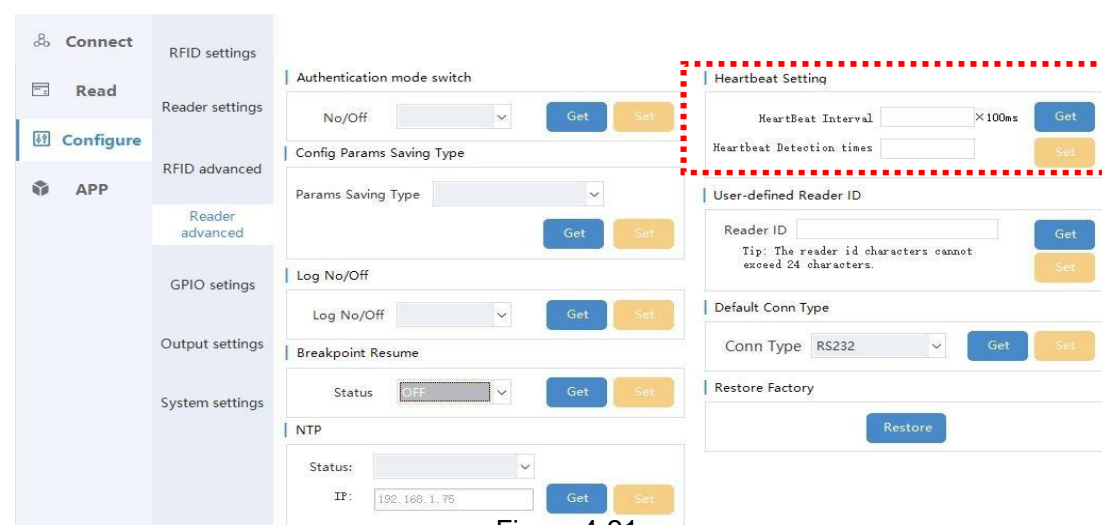 Connect
Read
Configure
APP
RFID settings
Reader settings
RFID advanced
Reader
advanced
GPIO setings
Output settings
System settings
Authentication mode switch
No/Off Get Set
Config Params Saving Type
Params Saving Type
Get Set
Log No/Off
Log No/Off Get Set
Breakpoint Resume
Status OFF Get Set
NTP
Status:
IP: 192.168.1.75 Get Set
Heartbeat Setting
HeartBeat Interval ×100ms Get
Heartbeat Detection times Set
User-defined Reader ID
Reader ID Get
Tip: The reader id characters cannot
exceed 24 characters. Set
Default Conn Type
Conn Type RS232 Get Set
Restore Factory
Restore